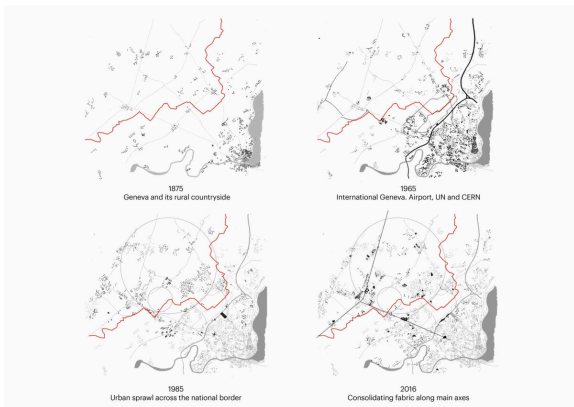 1875
Geneva and its rural countryside
1965
International Geneva. Airport, UN and CERN
1985
Urban sprawl across the national border
2016
Consolidating fabric along main axes